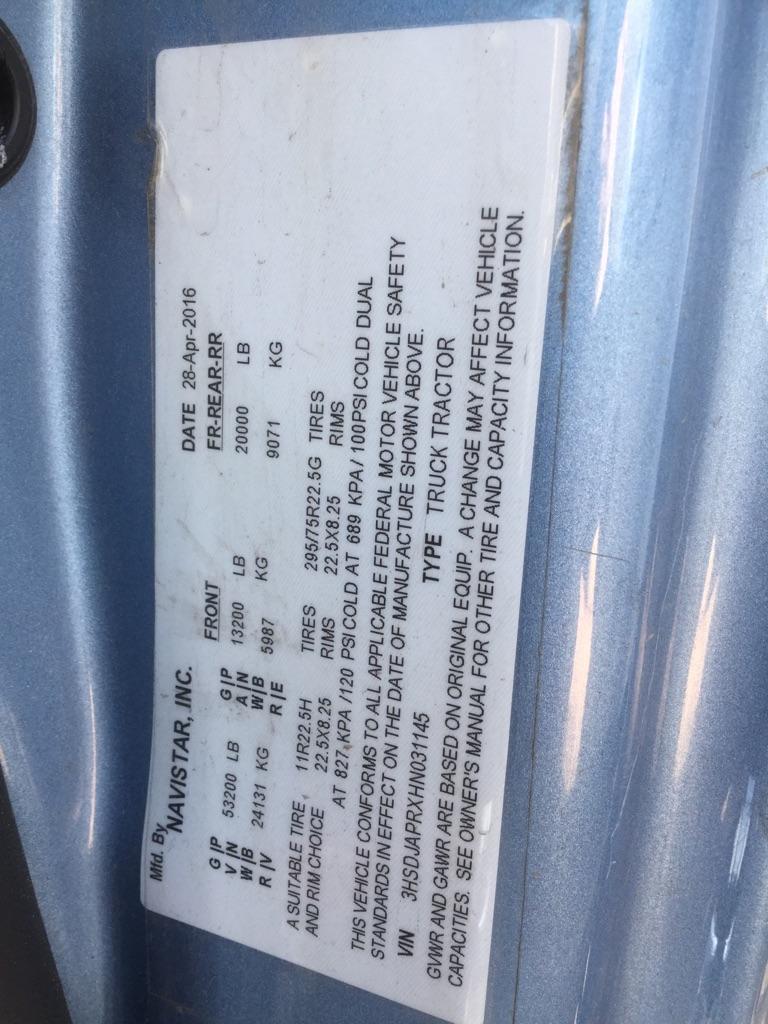 Mfd. By
NAVISTAR, INC.
DATE 28-Apr-2016
FRONT FR-REAR-RR
G|P 53200 LB G|P 13200 LB 20000 LB
V|N A|N
W|B 24131 KG W|B 5987 KG 9071 KG
R|V R|E
A SUITABLE TIRE 11R22.5H TIRES 295/75R22.5G TIRES
AND RIM CHOICE 22.5X8.25 RIMS 22.5X8.25 RIMS
AT 827 KPA /120 PSI COLD AT 689 KPA/ 100PSI COLD DUAL
THIS VEHICLE CONFORMS TO ALL APPLICABLE FEDERAL MOTOR VEHICLE SAFETY
STANDARDS IN EFFECT ON THE DATE OF MANUFACTURE SHOWN ABOVE.
VIN 3HSDJAPRXHN031145 TYPE TRUCK TRACTOR
GVWR AND GAWR ARE BASED ON ORIGINAL EQUIP. A CHANGE MAY AFFECT VEHICLE
CAPACITIES. SEE OWNER'S MANUAL FOR OTHER TIRE AND CAPACITY INFORMATION.